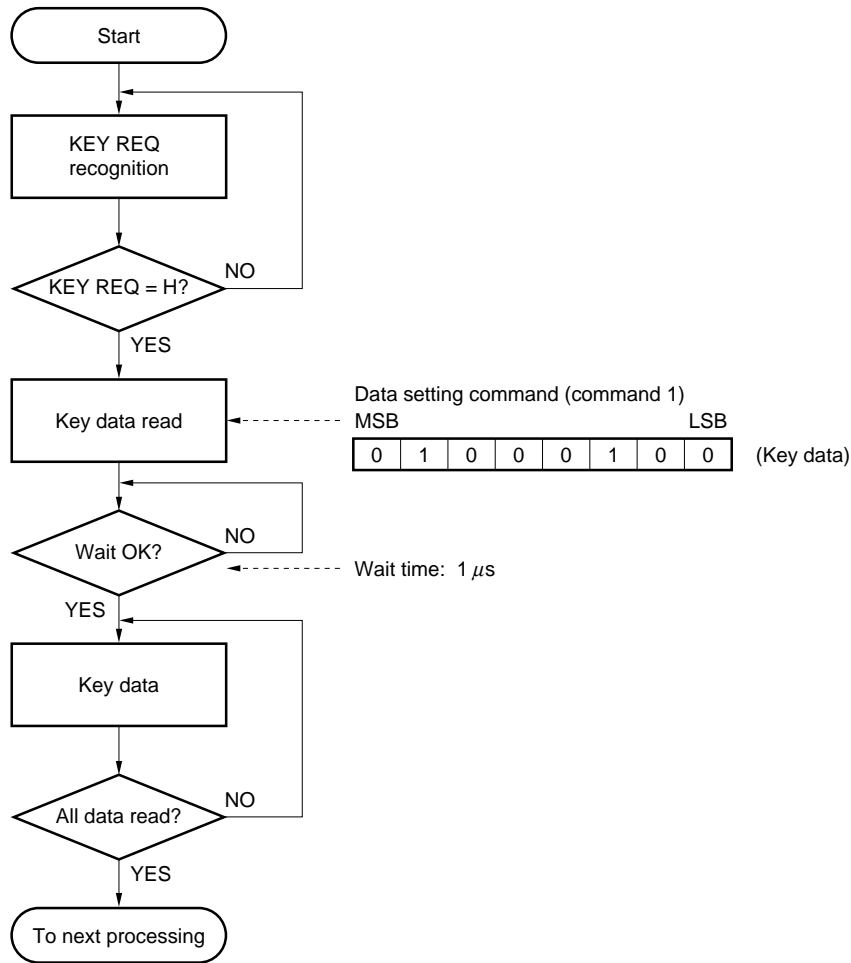 Start
KEY REQ
recognition
KEY REQ = H?
NO
YES
Key data read
Data setting command (command 1)
MSB LSB
0 1 0 0 0 1 0 0 (Key data)
Wait OK?
NO
Wait time: 1 μs
YES
Key data
All data read?
NO
YES
To next processing